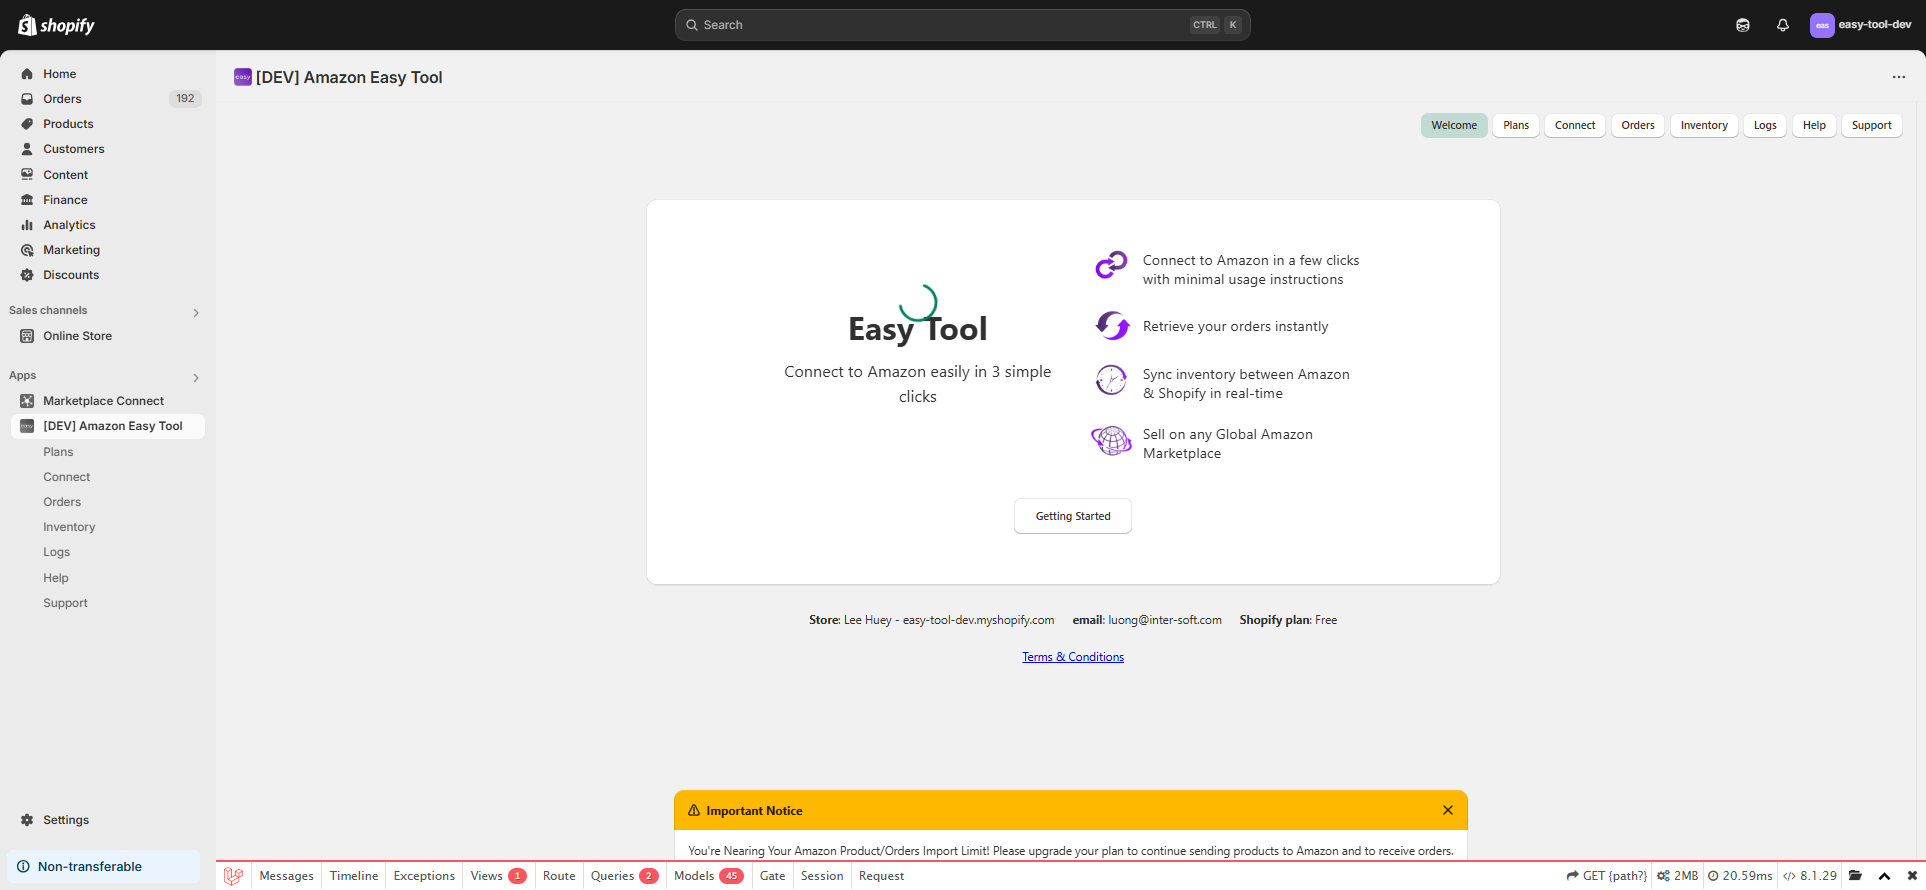 shopify
Search
CTRL K
eas
easy-tool-dev
Home
Orders 192
Products
Customers
Content
Finance
Analytics
Marketing
Discounts
Sales channels
Online Store
Apps
Marketplace Connect
[DEV] Amazon Easy Tool
Plans
Connect
Orders
Inventory
Logs
Help
Support
Settings
Non-transferable
easy [DEV] Amazon Easy Tool
Welcome Plans Connect Orders Inventory Logs Help Support
Easy Tool
Connect to Amazon easily in 3 simple
clicks
Connect to Amazon in a few clicks
with minimal usage instructions
Retrieve your orders instantly
Sync inventory between Amazon
& Shopify in real-time
Sell on any Global Amazon
Marketplace
Getting Started
Store: Lee Huey - easy-tool-dev.myshopify.com email: luong@inter-soft.com Shopify plan: Free
Terms & Conditions
Important Notice
You're Nearing Your Amazon Product/Orders Import Limit! Please upgrade your plan to continue sending products to Amazon and to receive orders.
Messages Timeline Exceptions Views 1 Route Queries 2 Models 45 Gate Session Request GET {path?} 2MB 20.59ms 8.1.29